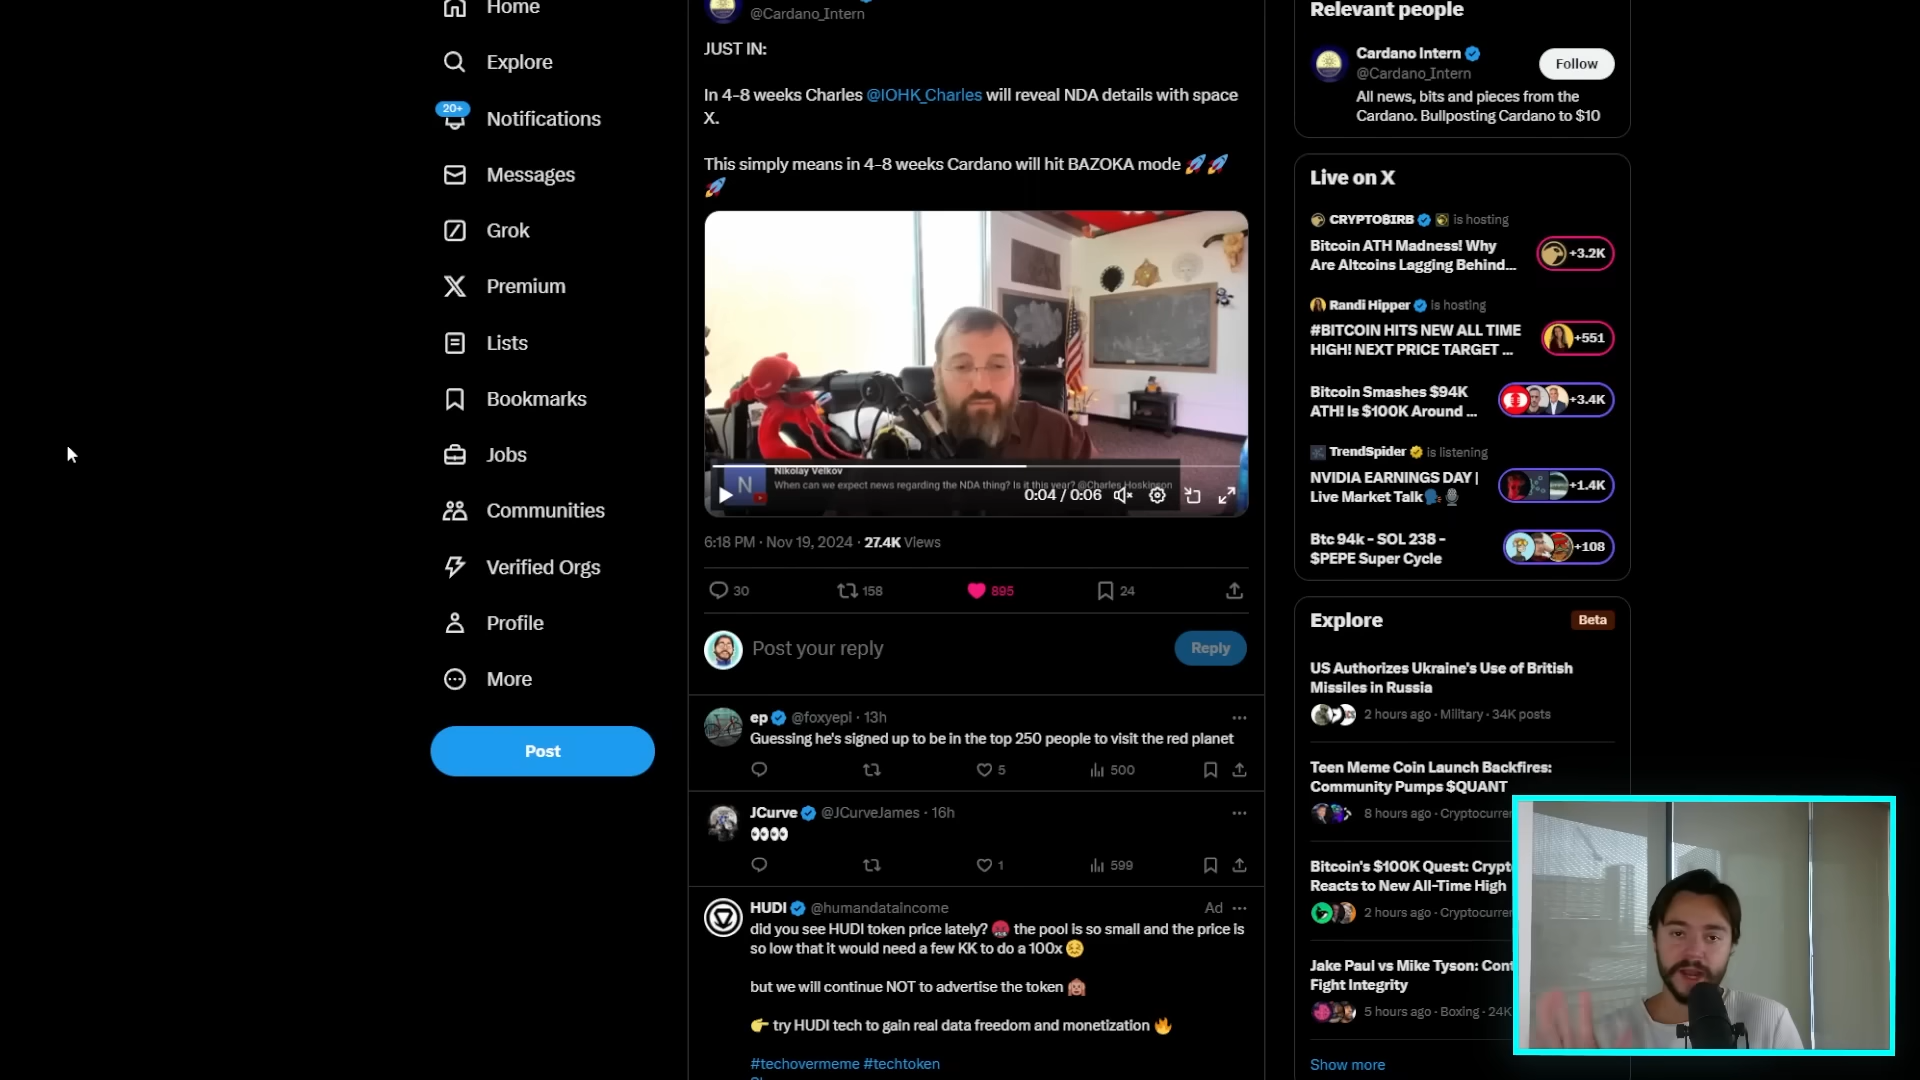 Home
Explore
20+
Notifications
Messages
Grok
Premium
Lists
Bookmarks
Jobs
Communities
Verified Orgs
Profile
More
Post
@Cardano_Intern
JUST IN:
In 4-8 weeks Charles @IOHK_Charles will reveal NDA details with space
X.
This simply means in 4-8 weeks Cardano will hit BAZOKA mode 🚀🚀
🚀
N
Nikolay Velkov
When can we expect news regarding the NDA thing? Is it this year? @Charles Hoskinson
0:04 / 0:06
6:18 PM · Nov 19, 2024 · 27.4K Views
30
158
895
24
Post your reply
Reply
ep @foxyepi · 13h
Guessing he's signed up to be in the top 250 people to visit the red planet
5
500
JCurve @JCurveJames · 16h
👀👀
1
599
HUDI @humandataincome
Ad
did you see HUDI token price lately? 😡 the pool is so small and the price is
so low that it would need a few KK to do a 100x 😣
but we will continue NOT to advertise the token 🙈
👉 try HUDI tech to gain real data freedom and monetization 🔥
#techovermeme #techtoken
Relevant people
Cardano Intern
@Cardano_Intern
Follow
All news, bits and pieces from the
Cardano. Bullposting Cardano to $10
Live on X
CRYPTO₿IRB is hosting
Bitcoin ATH Madness! Why
Are Altcoins Lagging Behind...
+3.2K
Randi Hipper is hosting
#BITCOIN HITS NEW ALL TIME
HIGH! NEXT PRICE TARGET ...
+551
Bitcoin Smashes $94K
ATH! Is $100K Around ...
+3.4K
TrendSpider is listening
NVIDIA EARNINGS DAY |
Live Market Talk🗣️🎙️
+1.4K
Btc 94k - SOL 238 -
$PEPE Super Cycle
+108
Explore
Beta
US Authorizes Ukraine's Use of British
Missiles in Russia
2 hours ago · Military · 34K posts
Teen Meme Coin Launch Backfires:
Community Pumps $QUANT
8 hours ago · Cryptocurre
Bitcoin's $100K Quest: Crypt
Reacts to New All-Time High
2 hours ago · Cryptocurre
Jake Paul vs Mike Tyson: Cont
Fight Integrity
5 hours ago · Boxing · 24K
Show more